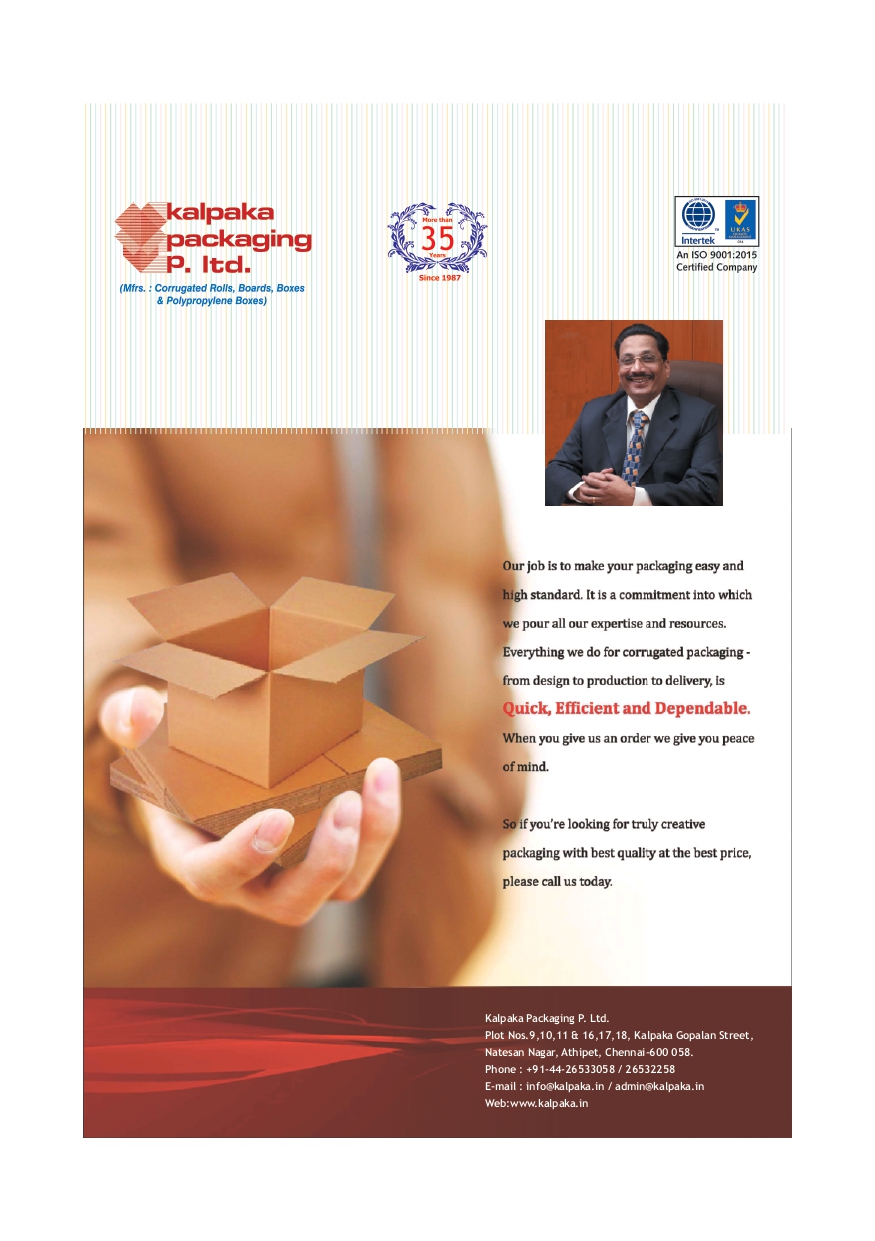 kalpaka
packaging
P. ltd.
(Mfrs. : Corrugated Rolls, Boards, Boxes
& Polypropylene Boxes)
More than
35
Years
Since 1987
Intertek
TM
UKAS
014
An ISO 9001:2015
Certified Company
Our job is to make your packaging easy and
high standard. It is a commitment into which
we pour all our expertise and resources.
Everything we do for corrugated packaging -
from design to production to delivery, is
Quick, Efficient and Dependable.
When you give us an order we give you peace
of mind.
So if you're looking for truly creative
packaging with best quality at the best price,
please call us today.
Kalpaka Packaging P. Ltd.
Plot Nos.9,10,11 & 16,17,18, Kalpaka Gopalan Street,
Natesan Nagar, Athipet, Chennai-600 058.
Phone : +91-44-26533058 / 26532258
E-mail : info@kalpaka.in / admin@kalpaka.in
Web:www.kalpaka.in